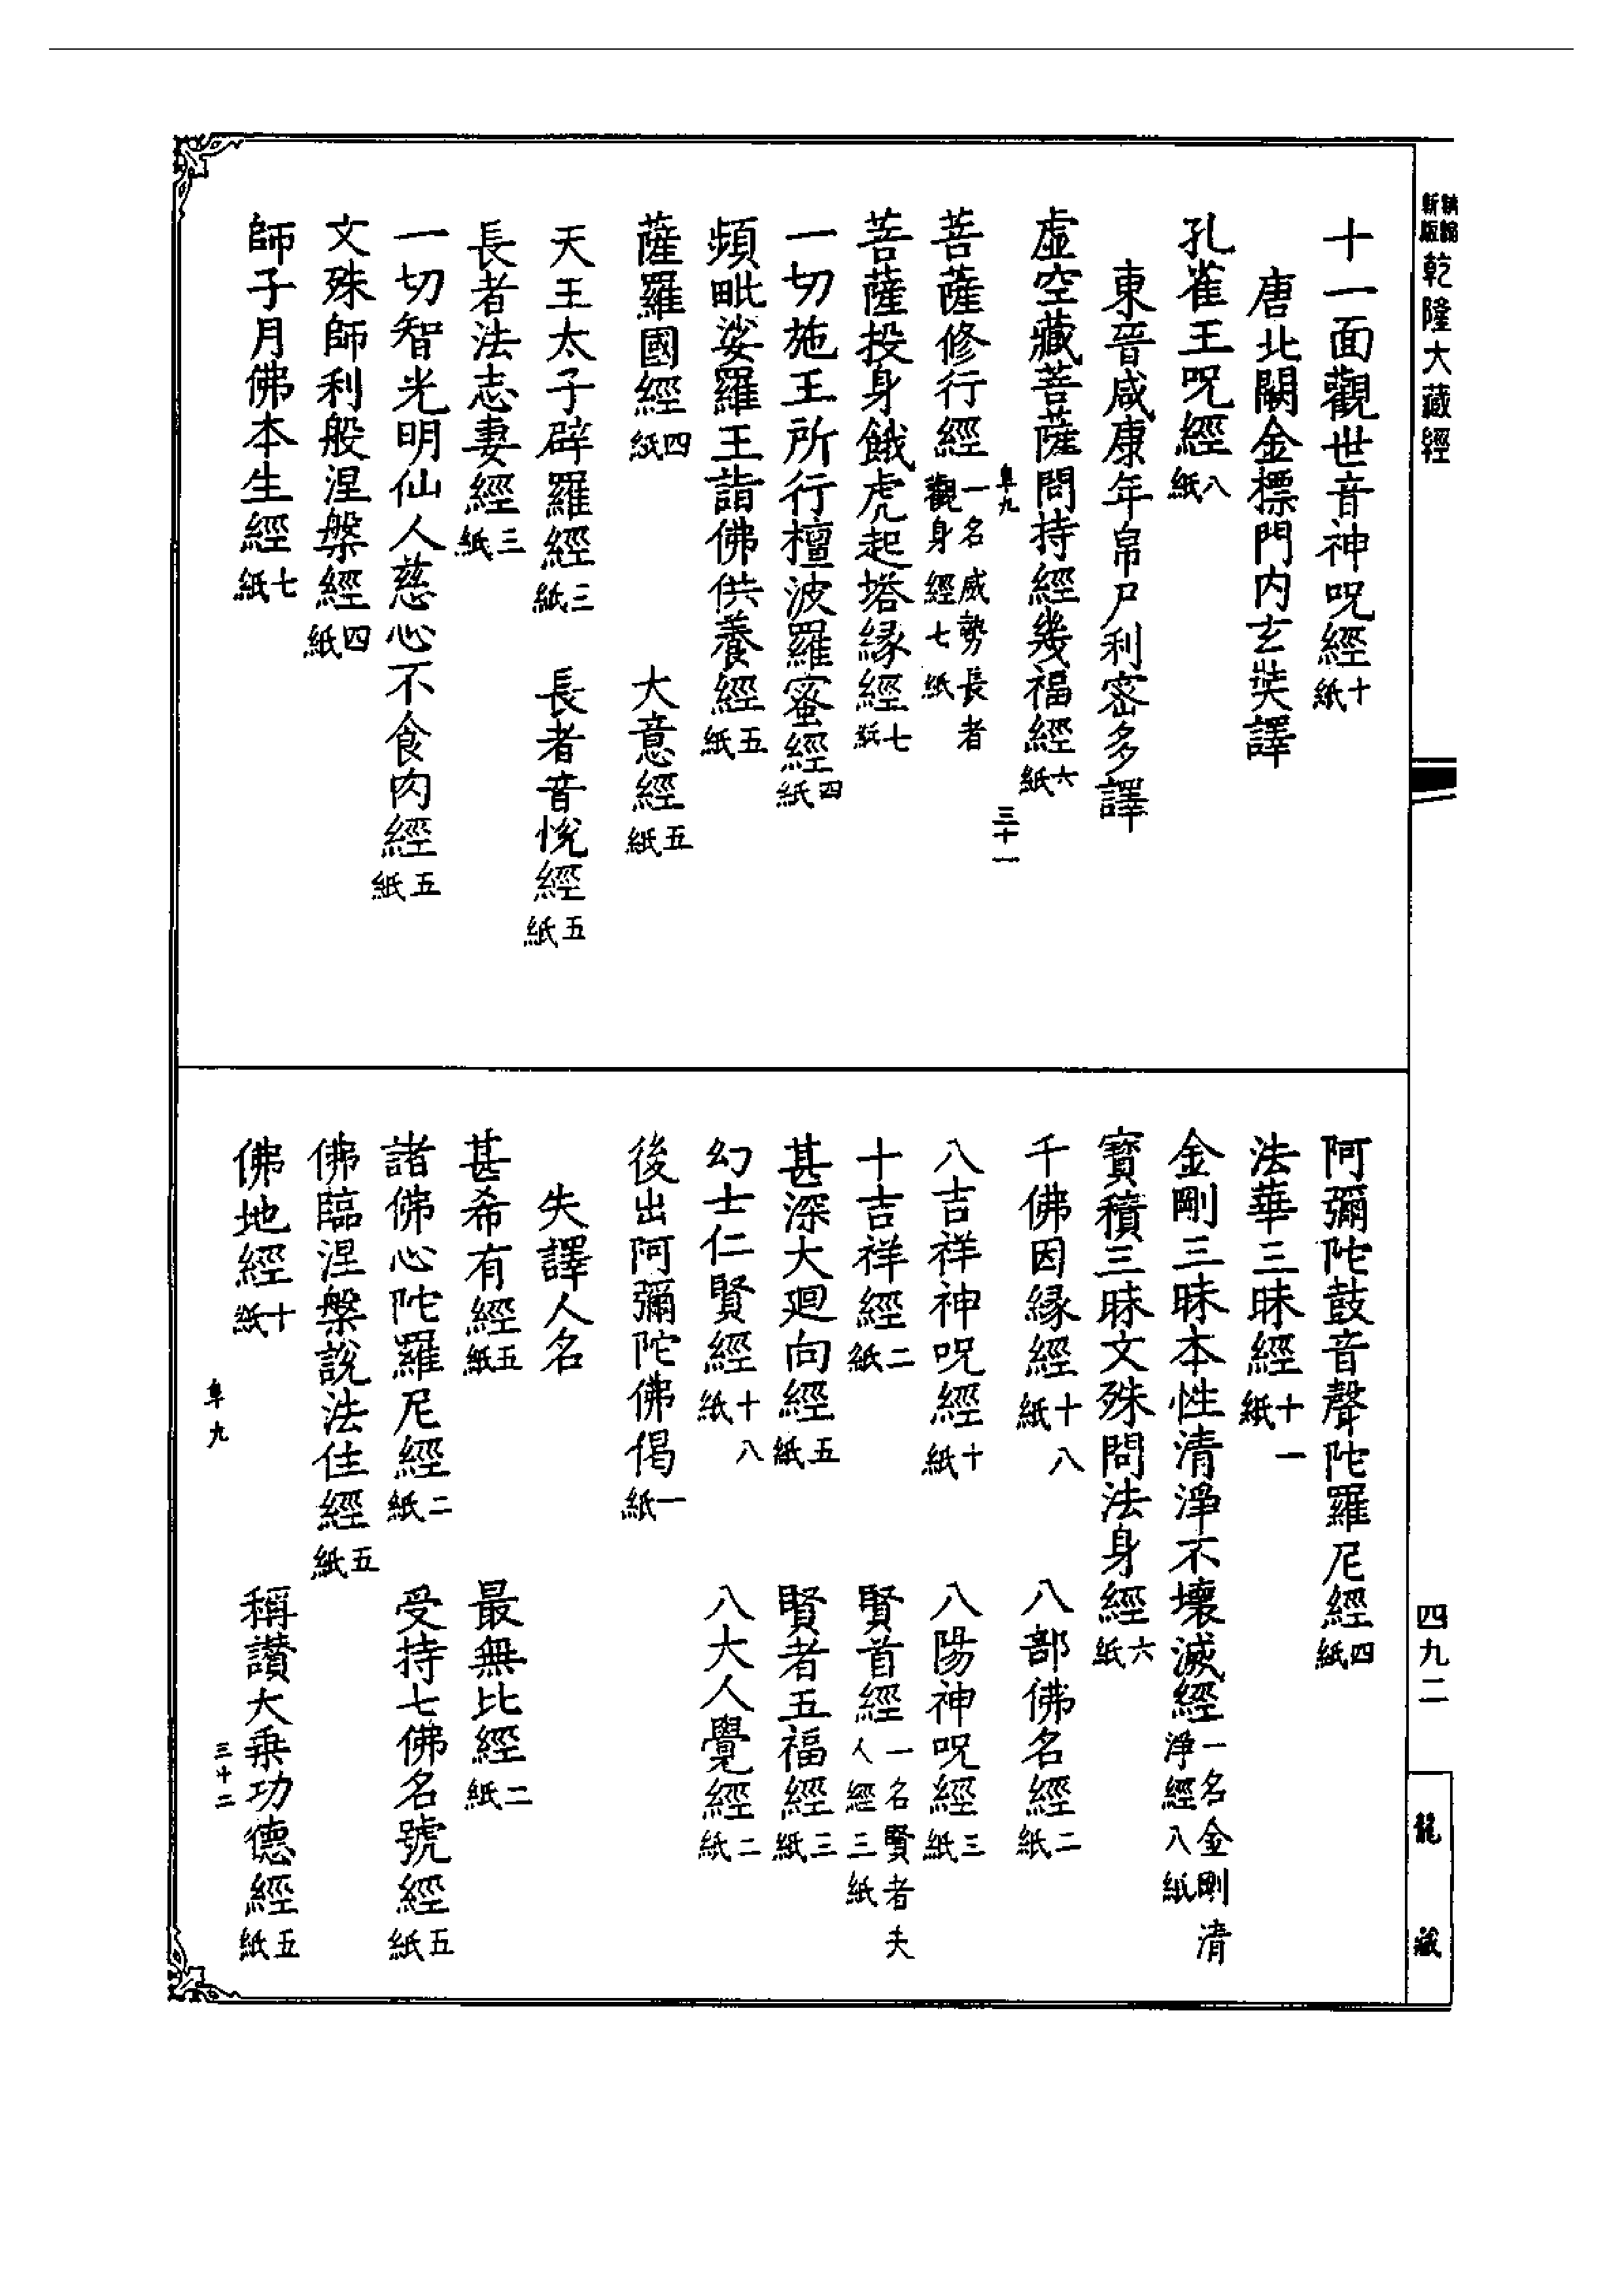 新版精縮乾隆大藏經
十一面觀世音神呪經十紙
唐北闕金標門内玄奘譯
孔雀王呪經八紙
東晉咸康年帛尸利密多譯
虛空藏菩薩問持經幾福經六紙
阜九 三十一
菩薩修行經一名威勢長者觀身經七紙
菩薩投身餓虎起塔緣經七紙
一切施王所行檀波羅蜜經四紙
頻毗娑羅王詣佛供養經五紙
薩羅國經四紙 大意經五紙
天王太子辟羅經三紙 長者音悅經五紙
長者法志妻經三紙
一切智光明仙人慈心不食肉經五紙
文殊師利般涅槃經四紙
師子月佛本生經七紙
阿彌陀鼓音聲陀羅尼經四紙
法華三昧經十一紙
金剛三昧本性清淨不壞滅經一名金剛清淨經八紙
寶積三昧文殊問法身經六紙
千佛因緣經十八紙 八部佛名經二紙
八吉祥神呪經十紙 八陽神呪經三紙
十吉祥經二紙 賢首經一名賢者夫人經三紙
甚深大迴向經五紙 賢者五福經三紙
幻士仁賢經十八紙 八大人覺經二紙
後出阿彌陀佛偈一紙
失譯人名
甚希有經五紙 最無比經二紙
諸佛心陀羅尼經二紙 受持七佛名號經五紙
佛臨涅槃說法住經五紙
佛地經十紙 稱讚大乘功德經五紙
阜九 三十二
四九二
龍藏